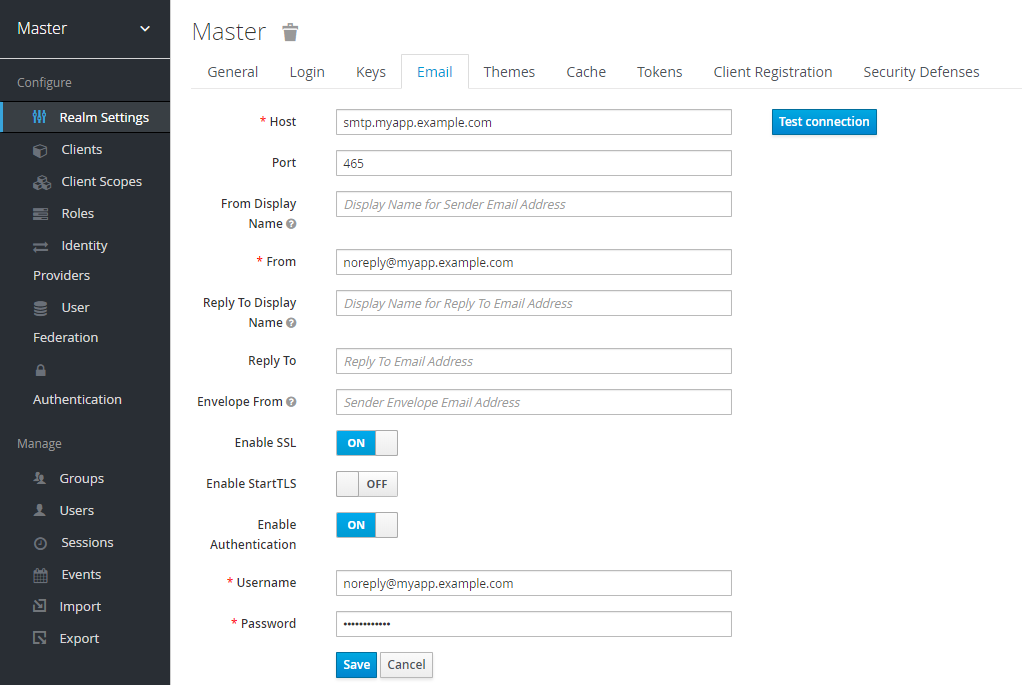 Master
Configure
Realm Settings
Clients
Client Scopes
Roles
Identity
Providers
User
Federation
Authentication
Manage
Groups
Users
Sessions
Events
Import
Export
Master
General Login Keys Email Themes Cache Tokens Client Registration Security Defenses
* Host smtp.myapp.example.com Test connection
Port 465
From Display
Name Display Name for Sender Email Address
* From noreply@myapp.example.com
Reply To Display
Name Display Name for Reply To Email Address
Reply To Reply To Email Address
Envelope From Sender Envelope Email Address
Enable SSL ON
Enable StartTLS OFF
Enable
Authentication ON
* Username noreply@myapp.example.com
* Password ••••••••••••
Save Cancel